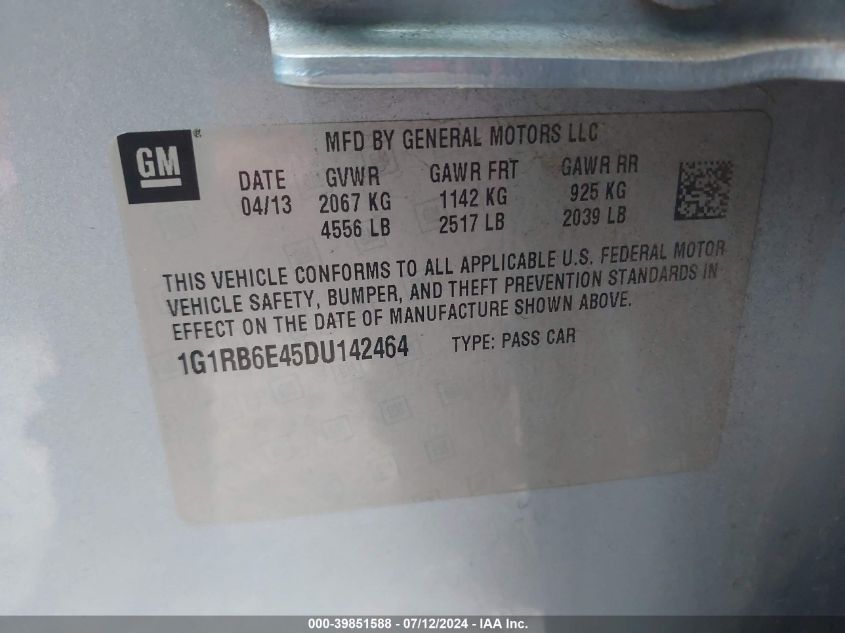 GM®
MFD BY GENERAL MOTORS LLC
DATE GVWR GAWR FRT GAWR RR
04/13 2067 KG 1142 KG 925 KG
4556 LB 2517 LB 2039 LB
THIS VEHICLE CONFORMS TO ALL APPLICABLE U.S. FEDERAL MOTOR
VEHICLE SAFETY, BUMPER, AND THEFT PREVENTION STANDARDS IN
EFFECT ON THE DATE OF MANUFACTURE SHOWN ABOVE.
1G1RB6E45DU142464 TYPE: PASS CAR
000-39851588 - 07/12/2024 - IAA Inc.